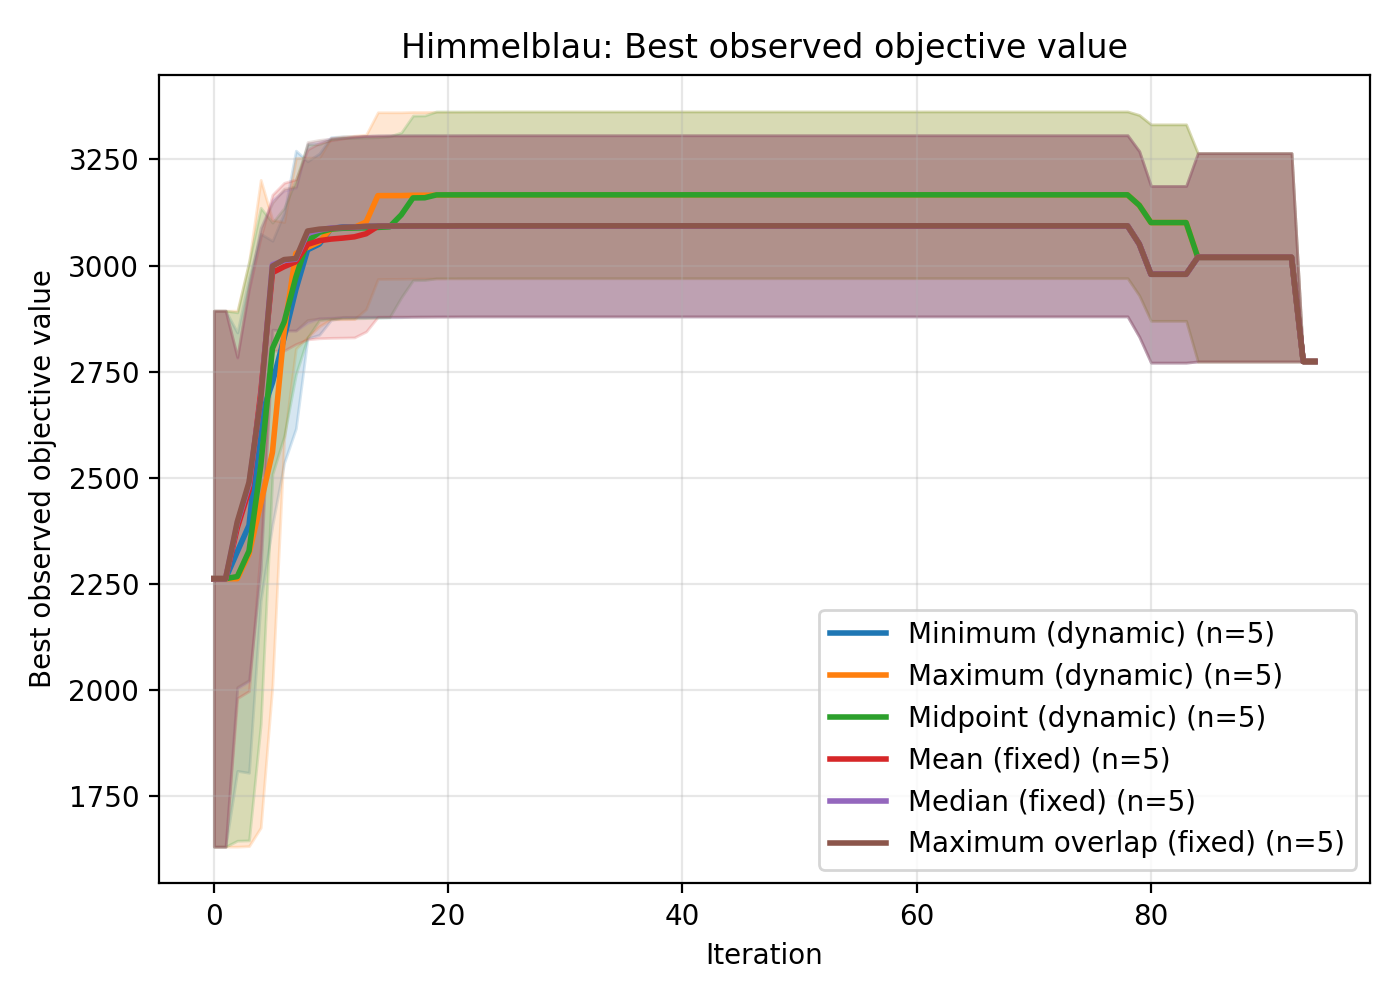 Himmelblau: Best observed objective value
Best observed objective value
3250
3000
2750
2500
2250
2000
1750
Minimum (dynamic) (n=5)
Maximum (dynamic) (n=5)
Midpoint (dynamic) (n=5)
Mean (fixed) (n=5)
Median (fixed) (n=5)
Maximum overlap (fixed) (n=5)
0 20 40 60 80
Iteration